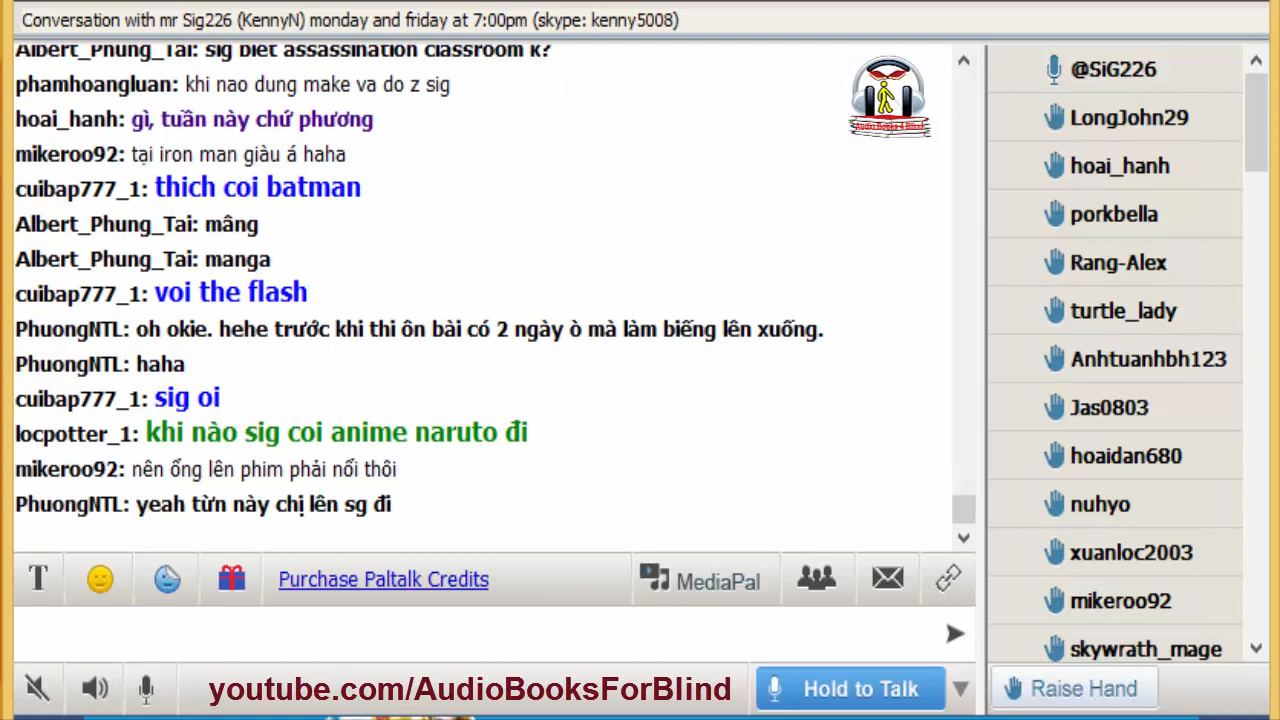 Conversation with mr Sig226 (KennyN) monday and friday at 7:00pm (skype: kenny5008)
Albert_Phung_Tai: sig biet assassination classroom k?
phamhoangluan: khi nao dung make va do z sig
hoai_hanh: gì, tuần này chứ phương
mikeroo92: tại iron man giàu á haha
cuibap777_1: thich coi batman
Albert_Phung_Tai: mâng
Albert_Phung_Tai: manga
cuibap777_1: voi the flash
PhuongNTL: oh okie. hehe trước khi thi ôn bài có 2 ngày ò mà làm biếng lên xuống.
PhuongNTL: haha
cuibap777_1: sig oi
locpotter_1: khi nào sig coi anime naruto đi
mikeroo92: nên ổng lên phim phải nổi thôi
PhuongNTL: yeah từn này chị lên sg đi
Audio Books 4 Blind
@SiG226
LongJohn29
hoai_hanh
porkbella
Rang-Alex
turtle_lady
Anhtuanhbh123
Jas0803
hoaidan680
nuhyo
xuanloc2003
mikeroo92
skywrath_mage
T
Purchase Paltalk Credits
MediaPal
youtube.com/AudioBooksForBlind
Hold to Talk
Raise Hand